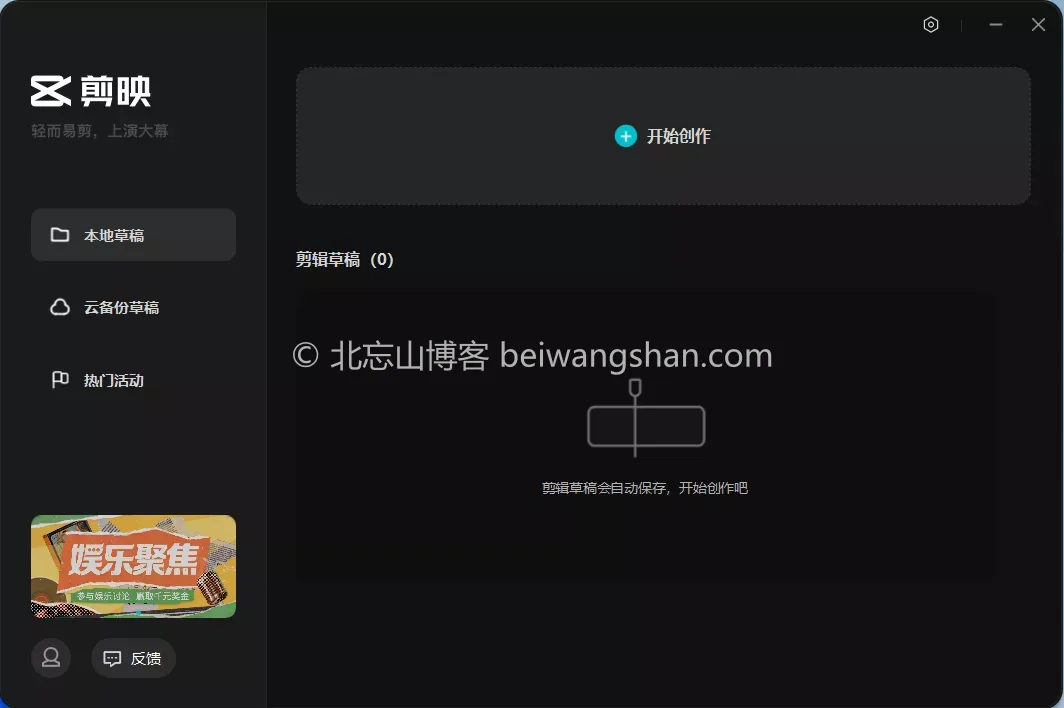 剪映
轻而易剪，上演大幕
开始创作
本地草稿
剪辑草稿（0）
云备份草稿
© 北忘山博客 beiwangshan.com
热门活动
剪辑草稿会自动保存，开始创作吧
娱乐聚焦
参与娱乐讨论 赢取千元奖金
反馈